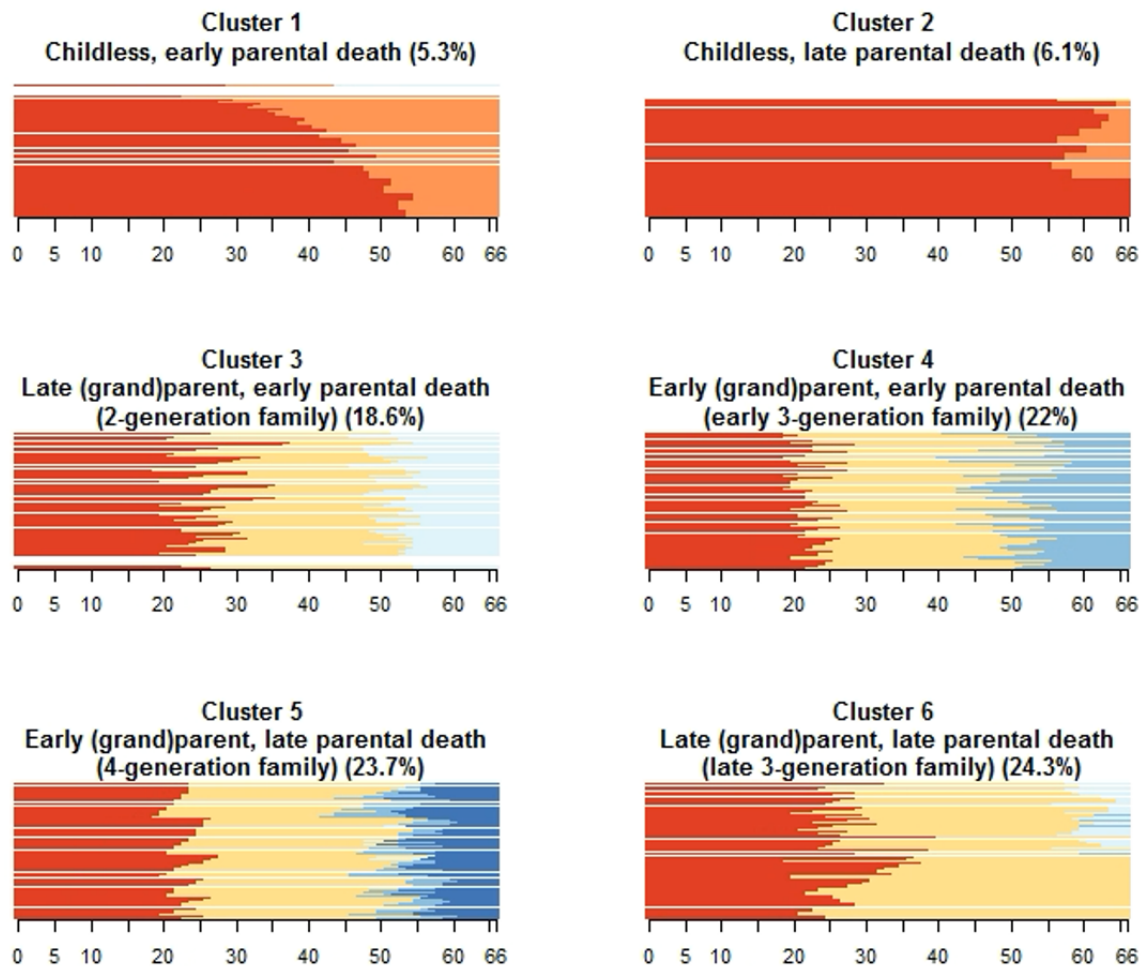 Cluster 1
Childless, early parental death (5.3%)
0 5 10 20 30 40 50 60 66
Cluster 2
Childless, late parental death (6.1%)
0 5 10 20 30 40 50 60 66
Cluster 3
Late (grand)parent, early parental death
(2-generation family) (18.6%)
0 5 10 20 30 40 50 60 66
Cluster 4
Early (grand)parent, early parental death
(early 3-generation family) (22%)
0 5 10 20 30 40 50 60 66
Cluster 5
Early (grand)parent, late parental death
(4-generation family) (23.7%)
0 5 10 20 30 40 50 60 66
Cluster 6
Late (grand)parent, late parental death
(late 3-generation family) (24.3%)
0 5 10 20 30 40 50 60 66